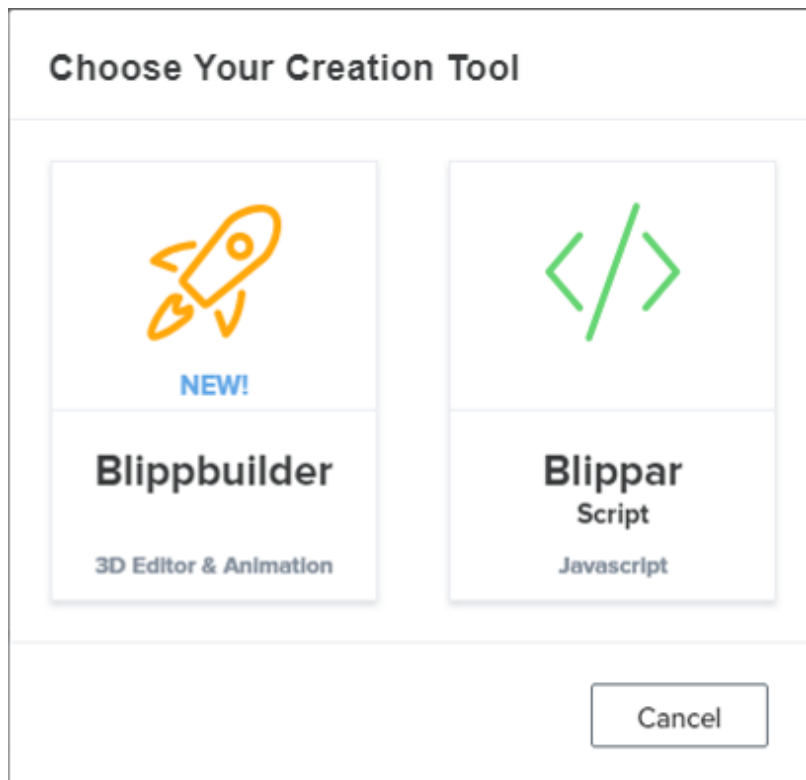 Choose Your Creation Tool
NEW!
Blippbuilder
3D Editor & Animation
Blippar
Script
Javascript
Cancel